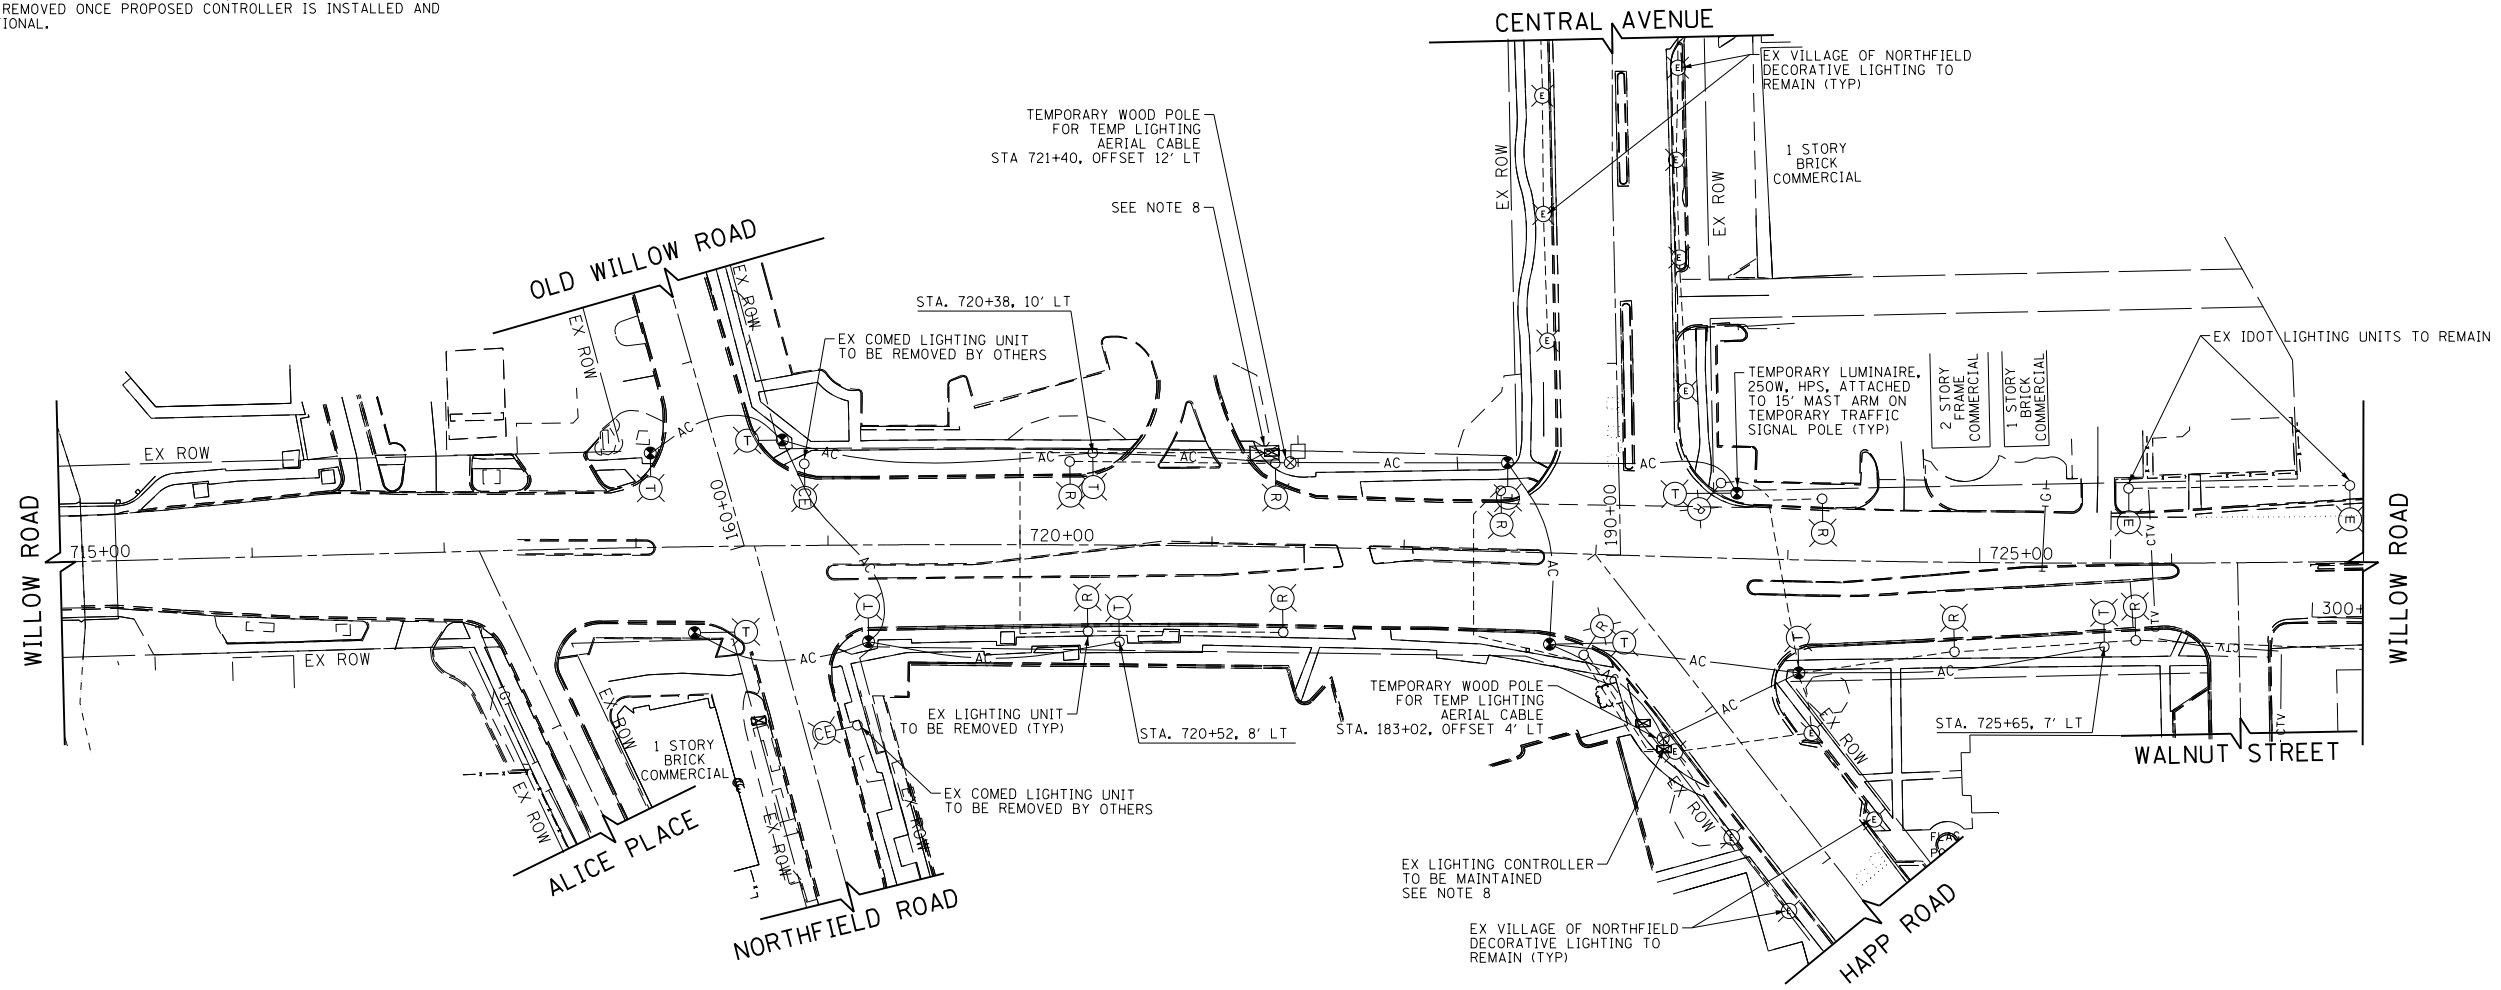 REMOVED ONCE PROPOSED CONTROLLER IS INSTALLED AND
TIONAL.
CENTRAL AVENUE
EX VILLAGE OF NORTHFIELD
DECORATIVE LIGHTING TO
REMAIN (TYP)
TEMPORARY WOOD POLE
FOR TEMP LIGHTING
AERIAL CABLE
STA 721+40, OFFSET 12' LT
SEE NOTE 8
EX ROW
EX ROW
1 STORY
BRICK
COMMERCIAL
OLD WILLOW ROAD
EX ROW
EX ROW
STA. 720+38, 10' LT
EX COMED LIGHTING UNIT
TO BE REMOVED BY OTHERS
EX IDOT LIGHTING UNITS TO REMAIN
TEMPORARY LUMINAIRE,
250W, HPS, ATTACHED
TO 15' MAST ARM ON
TEMPORARY TRAFFIC
SIGNAL POLE (TYP)
2 STORY
FRAME
COMMERCIAL
1 STORY
BRICK
COMMERCIAL
EX ROW
AC
AC
AC
AC
AC
AC
T
T
CE
R
T
R
R
T
R
R
E
E
E
E
E
E
E
E
E
E
G
CTV
WILLOW ROAD
715+00
160+00
720+00
190+00
725+00
300+
WILLOW ROAD
AC
AC
T
R
T
R
R
T
T
R
T
R
T
EX ROW
AC
AC
AC
AC
AC
CTV
CTV
CTV
EX ROW
EX ROW
1 STORY
BRICK
COMMERCIAL
CE
EX LIGHTING UNIT
TO BE REMOVED (TYP)
STA. 720+52, 8' LT
TEMPORARY WOOD POLE
FOR TEMP LIGHTING
AERIAL CABLE
STA. 183+02, OFFSET 4' LT
STA. 725+65, 7' LT
WALNUT STREET
EX ROW
EX ROW
EX ROW
EX ROW
EX COMED LIGHTING UNIT
TO BE REMOVED BY OTHERS
E
E
E
E
E
EX LIGHTING CONTROLLER
TO BE MAINTAINED
SEE NOTE 8
ALICE PLACE
NORTHFIELD ROAD
EX VILLAGE OF NORTHFIELD
DECORATIVE LIGHTING TO
REMAIN (TYP)
HAPP ROAD